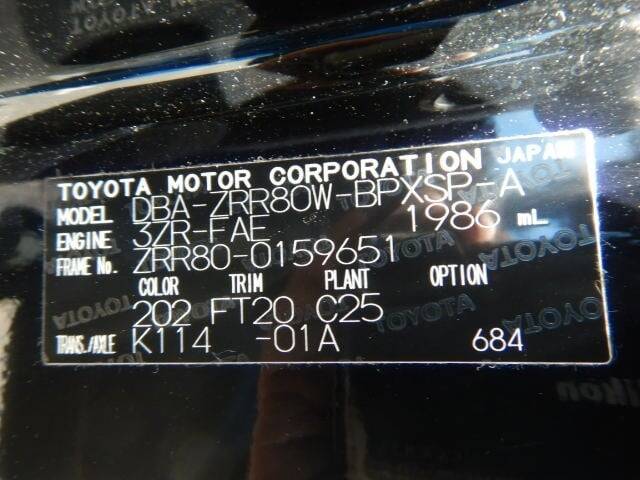 TOYOTA MOTOR CORPORATION JAPAN
MODEL DBA-ZRR80W-BPXSP-A
ENGINE 3ZR-FAE 1986 mL
FRAME No. ZRR80-0159651
COLOR TRIM PLANT OPTION
202 FT20 C25
TRANS./AXLE K114 -01A 684